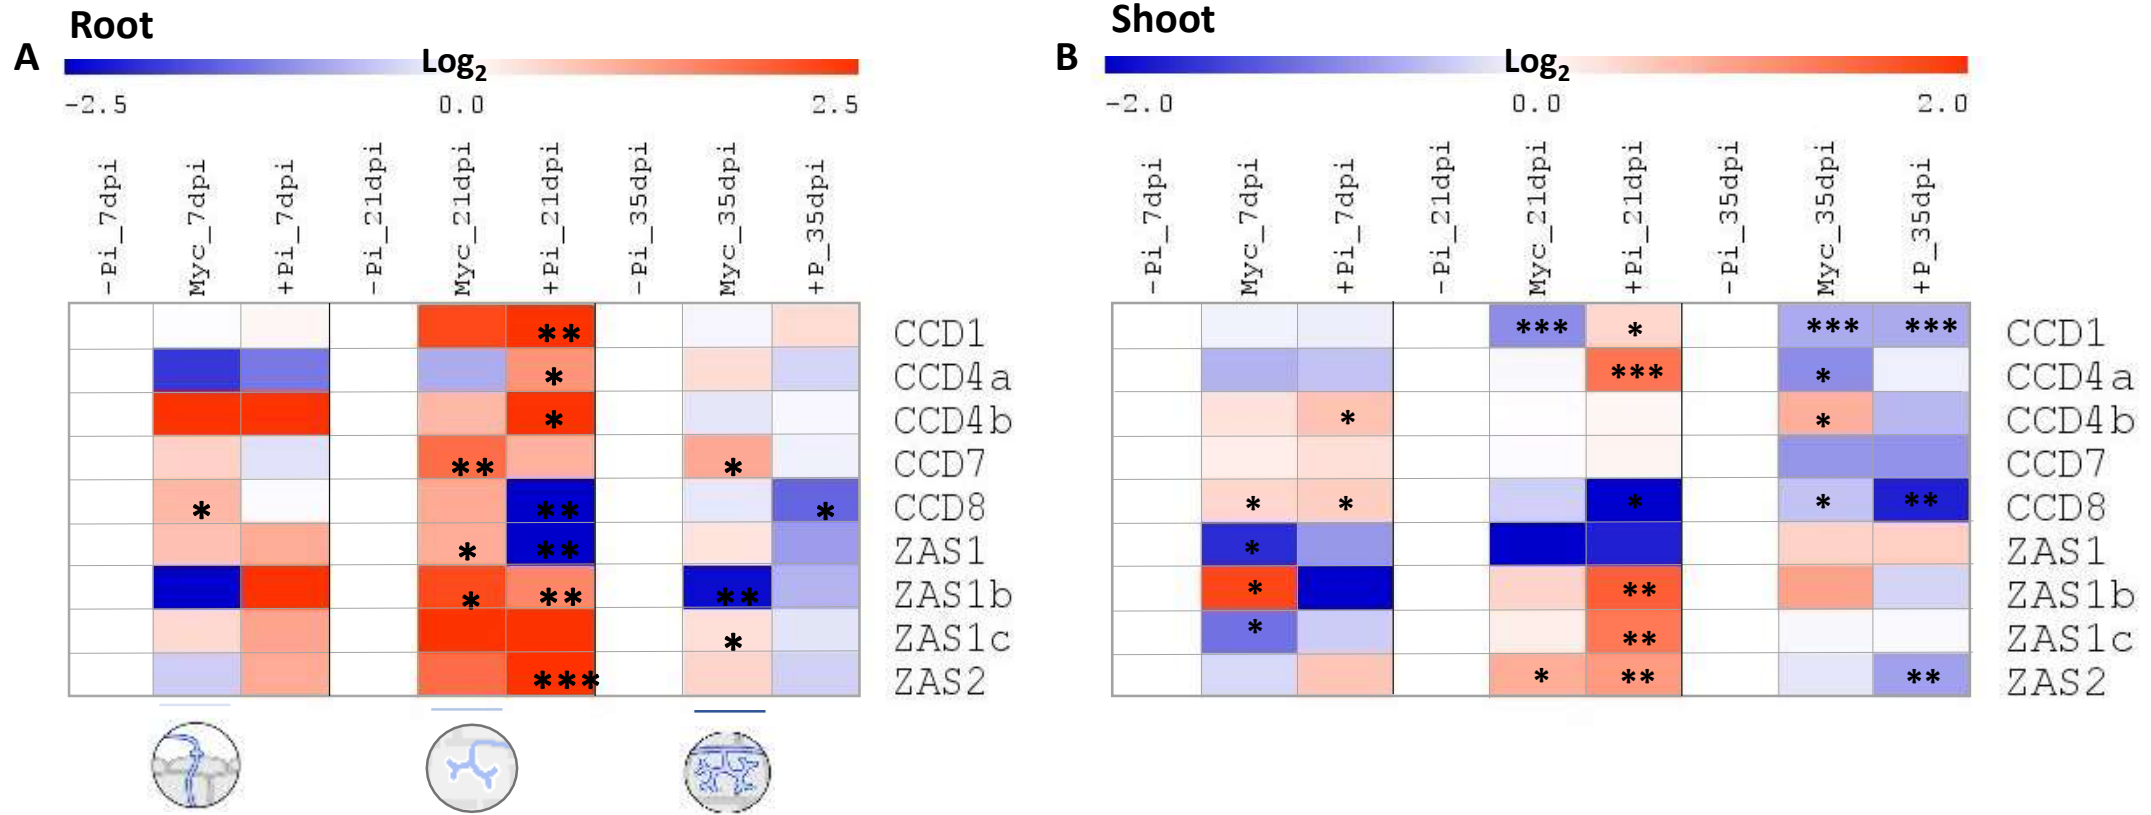 Root
A
Log2
-2.5 0.0 2.5
-Pi_7dpi
Myc_7dpi
+Pi_7dpi
-Pi_21dpi
Myc_21dpi
+Pi_21dpi
-Pi_35dpi
Myc_35dpi
+P_35dpi
**
CCD1
*
CCD4a
*
CCD4b
** *
CCD7
* ** *
CCD8
* **
ZAS1
* ** **
ZAS1b
*
ZAS1c
***
ZAS2
Shoot
B
Log2
-2.0 0.0 2.0
-Pi_7dpi
Myc_7dpi
+Pi_7dpi
-Pi_21dpi
Myc_21dpi
+Pi_21dpi
-Pi_35dpi
Myc_35dpi
+P_35dpi
*** * *** ***
CCD1
*** *
CCD4a
* *
CCD4b
CCD7
* * * * **
CCD8
*
ZAS1
* **
ZAS1b
* **
ZAS1c
* ** **
ZAS2